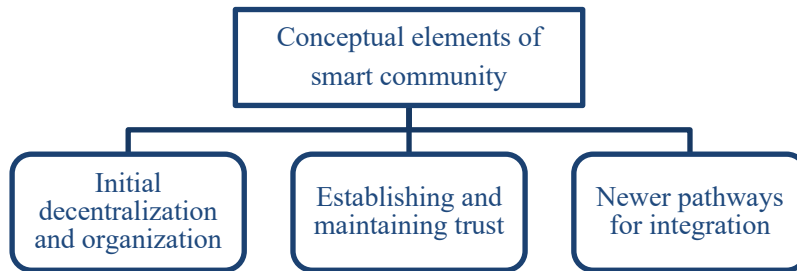 Conceptual elements of
smart community
Initial
decentralization
and organization
Establishing and
maintaining trust
Newer pathways
for integration